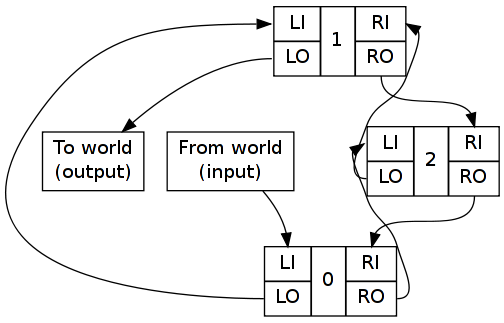 LI 1 RI
LO RO
To world
(output)
From world
(input)
LI 2 RI
LO RO
LI 0 RI
LO RO